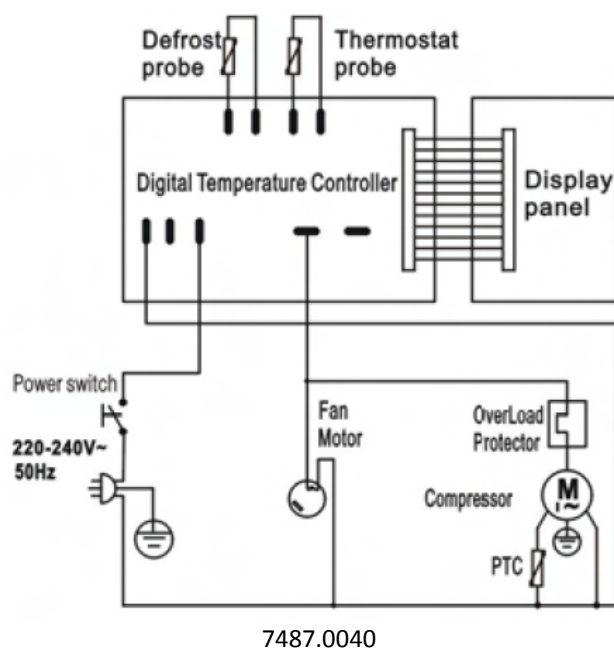 Defrost
probe
Thermostat
probe
Digital Temperature Controller
Display
panel
Power switch
220-240V~
50Hz
Fan
Motor
OverLoad
Protector
Compressor
M
1~
PTC
7487.0040